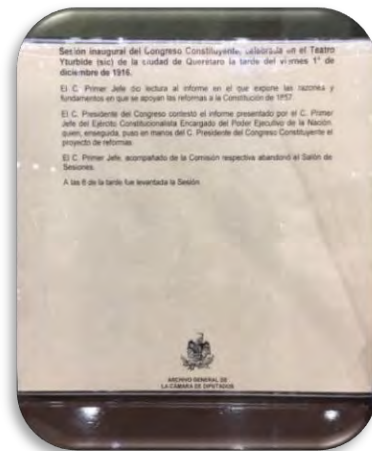 Sesión inaugural del Congreso Constituyente, celebrada en el Teatro
Yturbide (sic) de la ciudad de Querétaro la tarde del viernes 1° de
diciembre de 1916.
El C. Primer Jefe dio lectura al informe en el que expone las razones y
fundamentos en que se apoyan las reformas a la Constitución de 1857.
El C. Presidente del Congreso contestó el informe presentado por el C. Primer
Jefe del Ejército Constitucionalista Encargado del Poder Ejecutivo de la Nación,
quien, enseguida, puso en manos del C. Presidente del Congreso Constituyente el
proyecto de reformas.
El C. Primer Jefe, acompañado de la Comisión respectiva abandonó el Salón de
Sesiones.
A las 6 de la tarde fue levantada la Sesión.
ARCHIVO GENERAL DE
LA CÁMARA DE DIPUTADOS